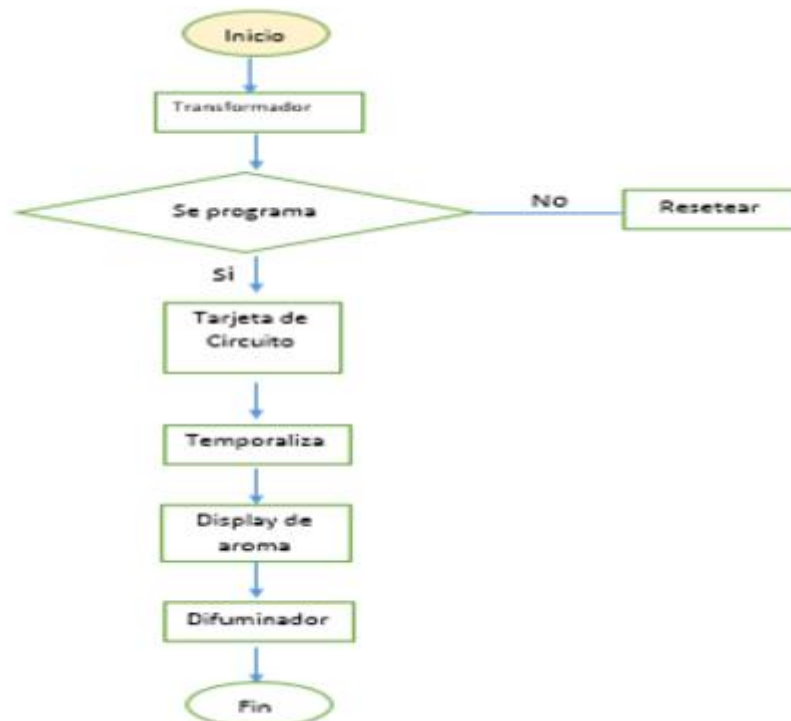 Inicio
Transformador
Se programa
No
Resetear
Si
Tarjeta de
Circuito
Temporaliza
Display de
aroma
Difuminador
Fin